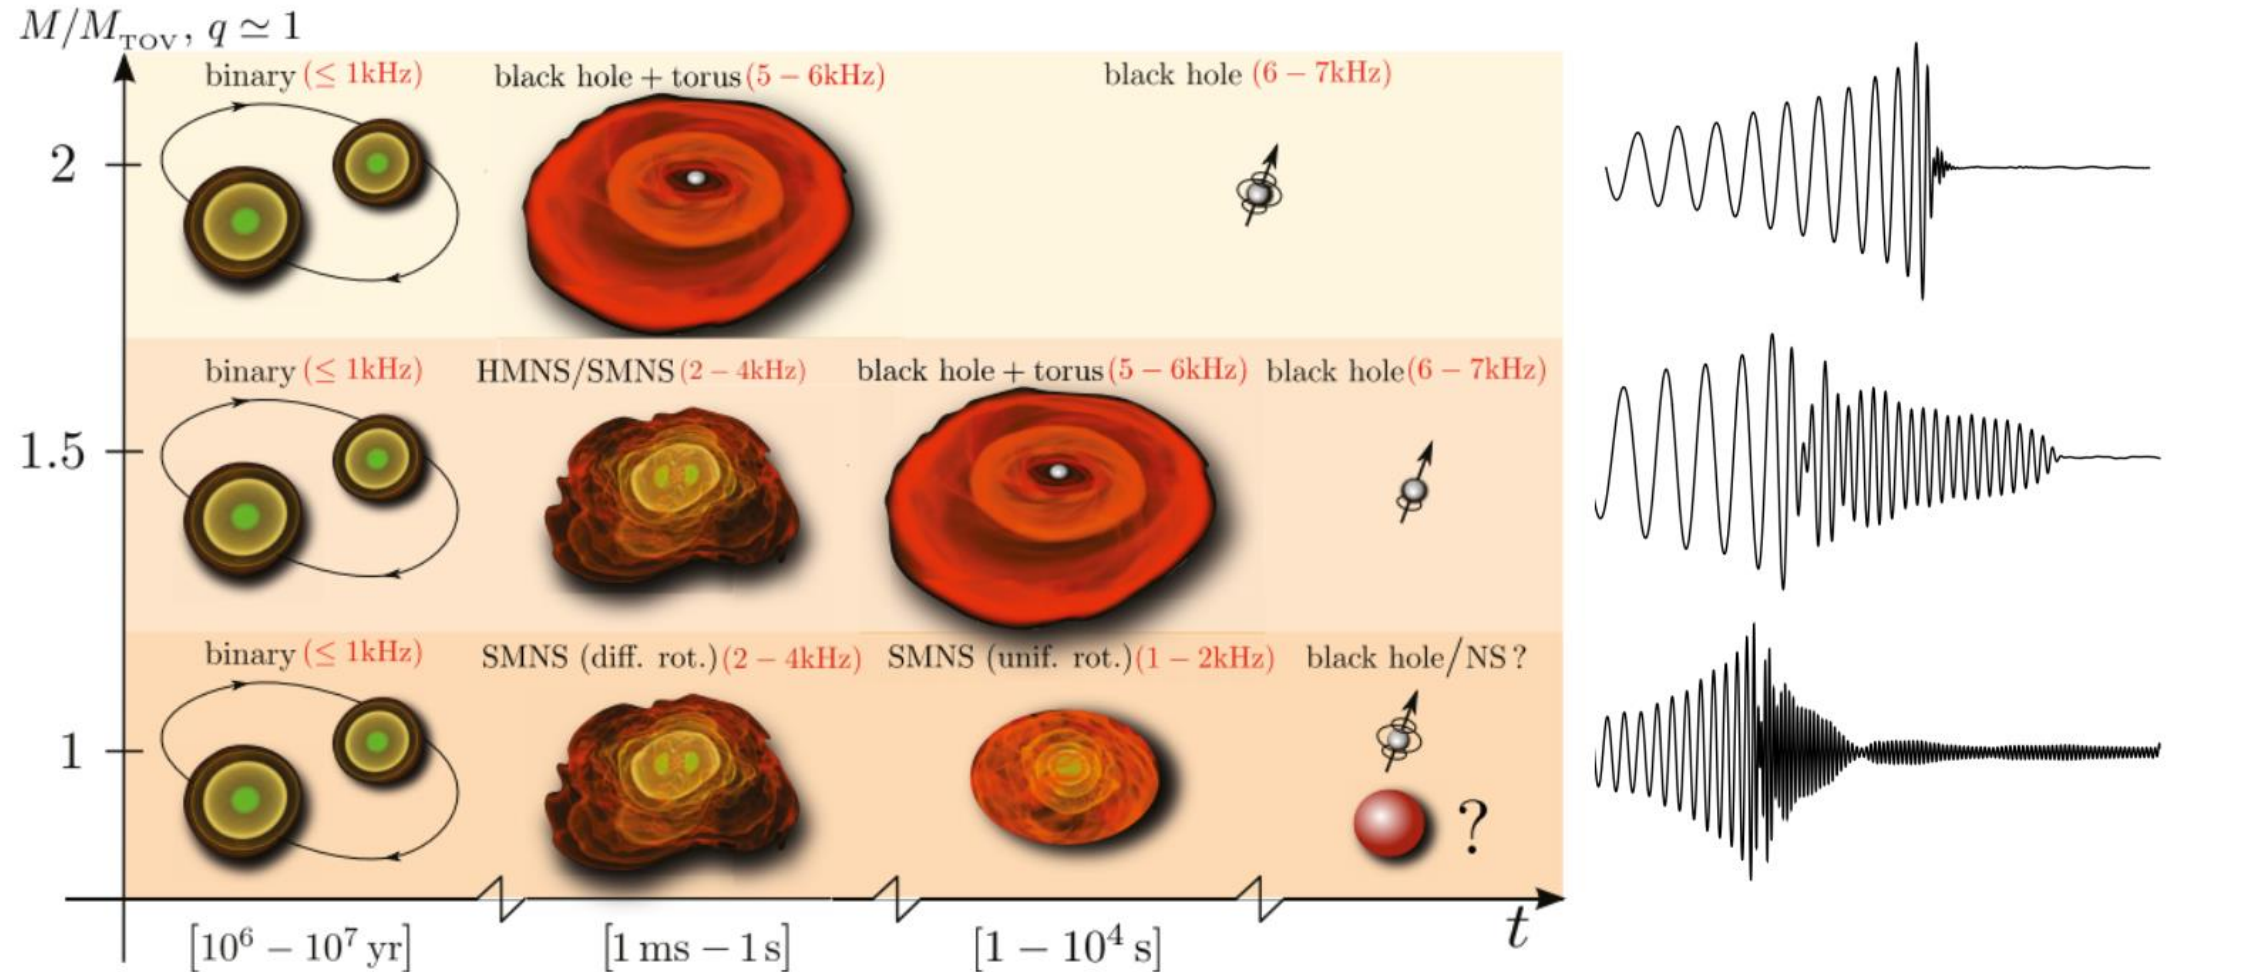 M/M_TOV, q ≃ 1
binary (≤ 1kHz) black hole + torus (5 – 6kHz) black hole (6 – 7kHz)
2
binary (≤ 1kHz) HMNS/SMNS (2 – 4kHz) black hole + torus (5 – 6kHz) black hole (6 – 7kHz)
1.5
binary (≤ 1kHz) SMNS (diff. rot.) (2 – 4kHz) SMNS (unif. rot.) (1 – 2kHz) black hole/NS ?
1
?
[10⁶ – 10⁷ yr] [1 ms – 1 s] [1 – 10⁴ s] t